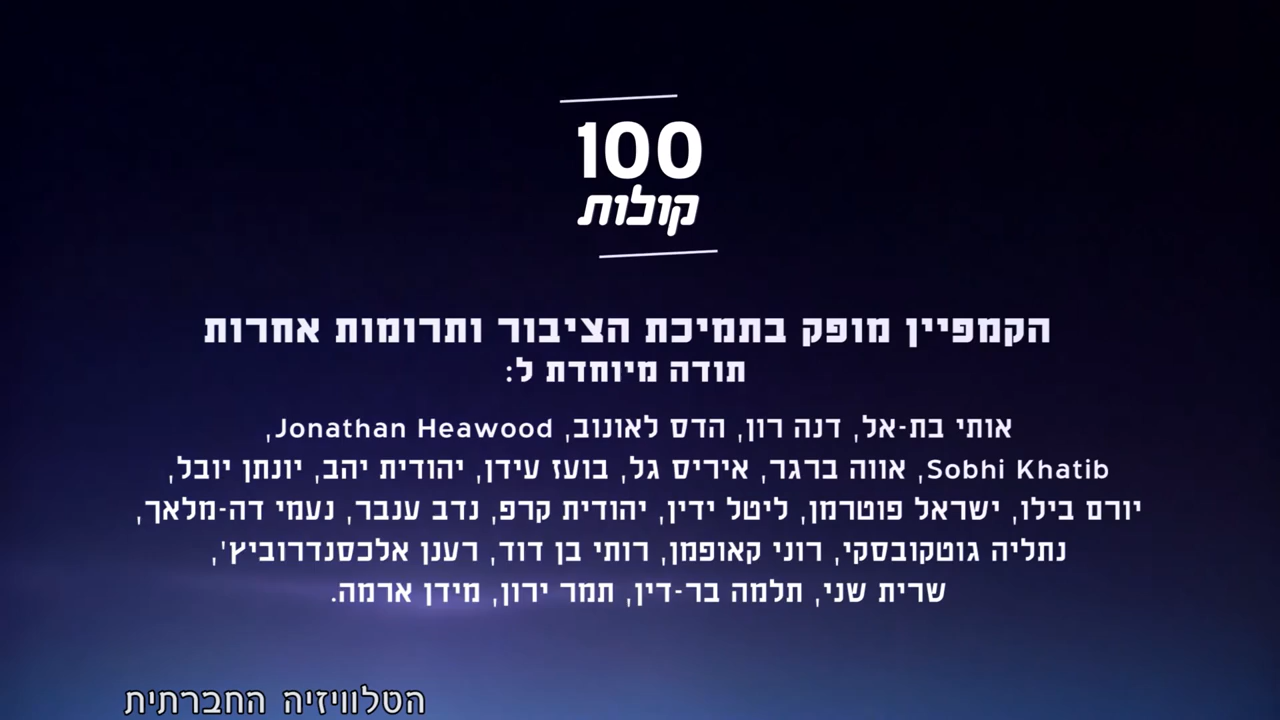 100
קולות
הקמפיין מופק בתמיכת הציבור ותרומות אחרות
תודה מיוחדת ל:
אותי בת-אל, דנה רון, הדס לאונוב, Jonathan Heawood,
Sobhi Khatib, אווה ברגר, איריס גל, בועז עידן, יהודית יהב, יונתן יובל,
יורם בילו, ישראל פוטרמן, ליטל ידין, יהודית קרפ, נדב ענבר, נעמי דה-מלאך,
נתליה גוטקובסקי, רוני קאופמן, רותי בן דוד, רענן אלכסנדרוביץ',
שרית שני, תלמה בר-דין, תמר ירון, מידן ארמה.
הטלוויזיה החברתית